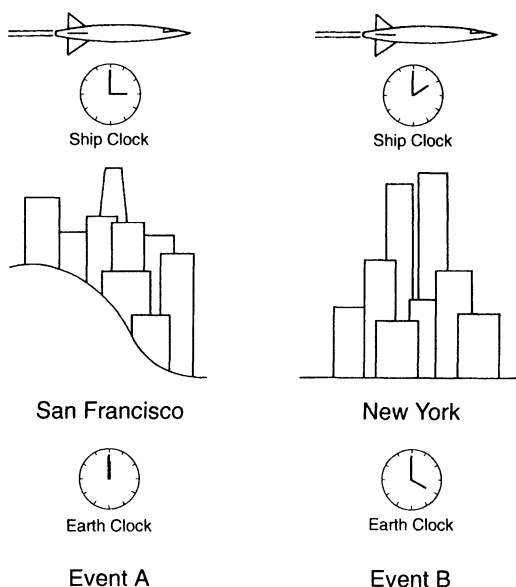 Ship Clock
Ship Clock
San Francisco
New York
Earth Clock
Earth Clock
Event A
Event B